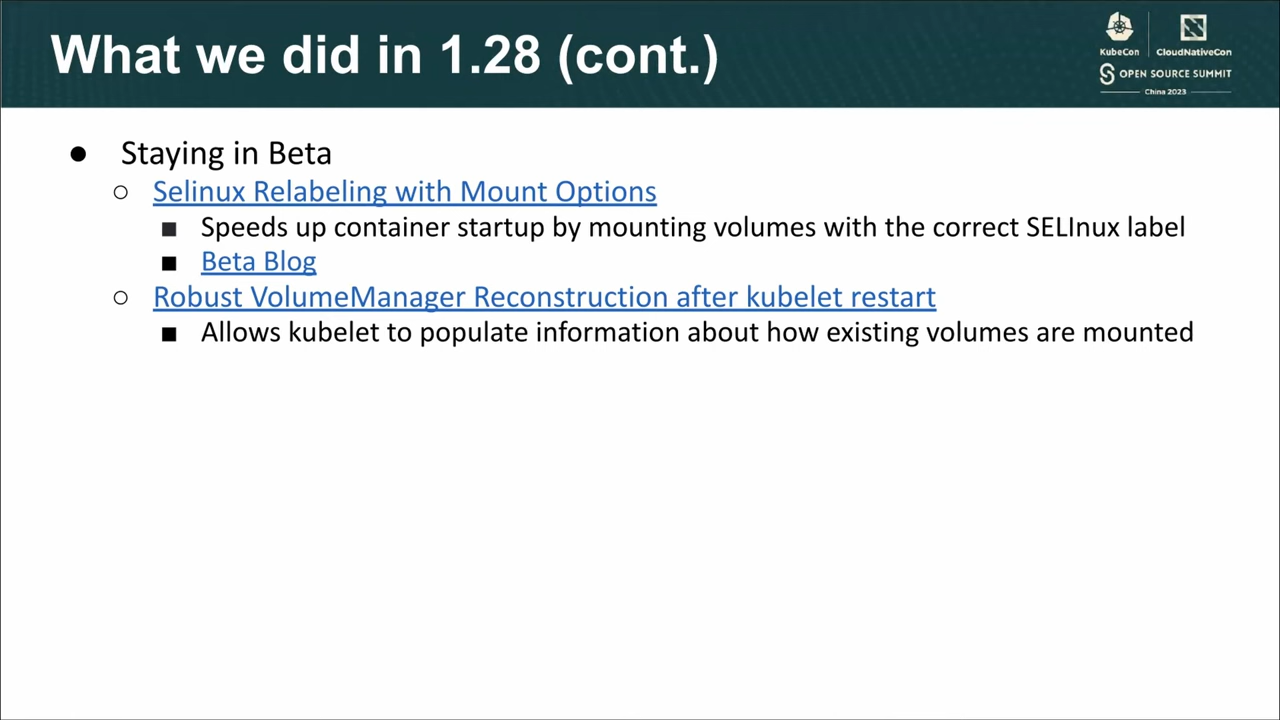 What we did in 1.28 (cont.)
KubeCon
CloudNativeCon
OPEN SOURCE SUMMIT
China 2023
● Staying in Beta
○ Selinux Relabeling with Mount Options
■ Speeds up container startup by mounting volumes with the correct SELInux label
■ Beta Blog
○ Robust VolumeManager Reconstruction after kubelet restart
■ Allows kubelet to populate information about how existing volumes are mounted